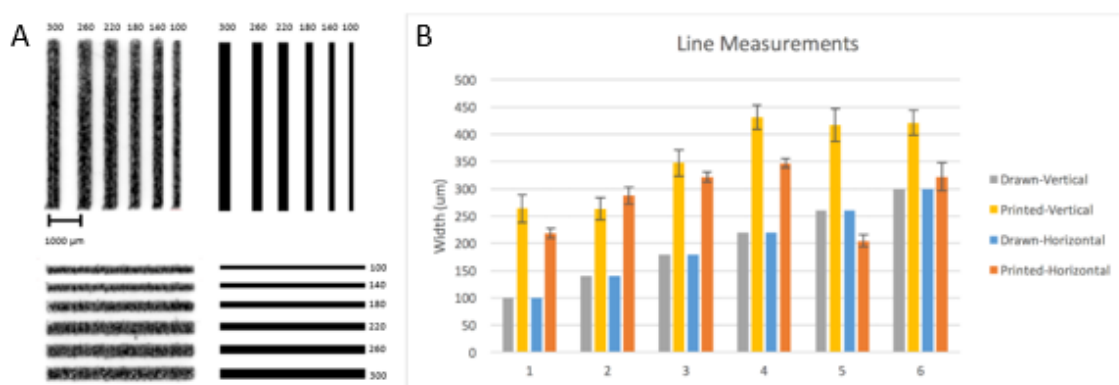 A
300 260 220 180 140 100
300 260 220 180 140 100
1000 µm
100
140
180
220
260
300
B
Line Measurements
Width (um)
500
450
400
350
300
250
200
150
100
50
0
1 2 3 4 5 6
Drawn-Vertical
Printed-Vertical
Drawn-Horizontal
Printed-Horizontal